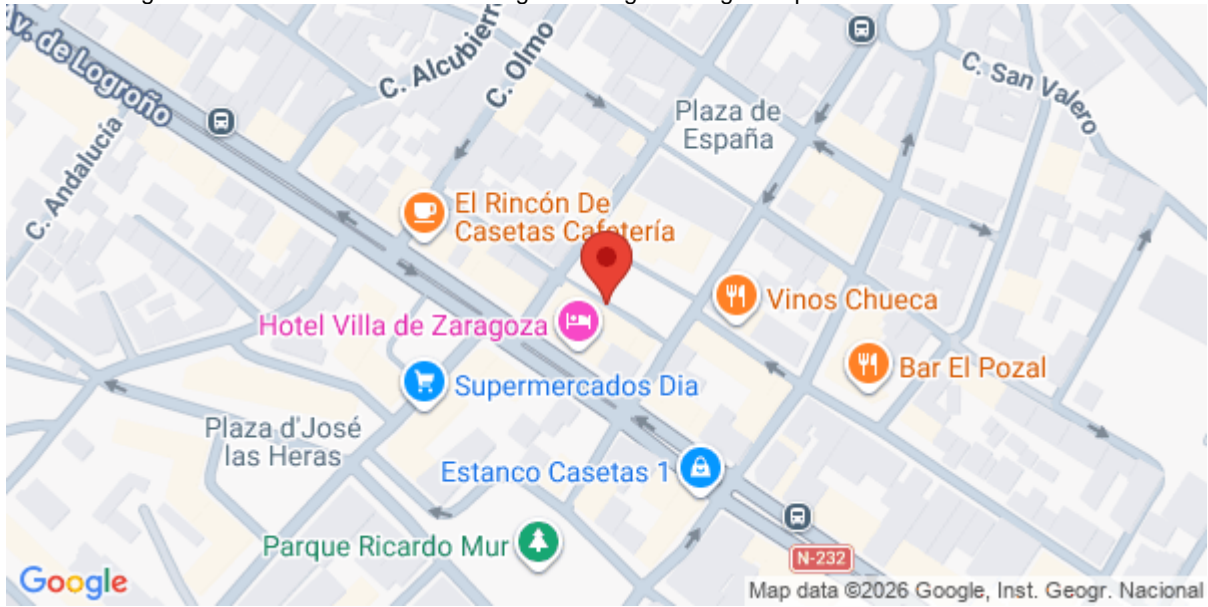 Av. de Logroño
C. Alcubierr
C. Olmo
C. San Valero
Plaza de
España
C. Andalucía
El Rincón De
Casetas Cafetería
Vinos Chueca
Hotel Villa de Zaragoza
Bar El Pozal
Supermercados Dia
Plaza d'José
las Heras
Estanco Casetas 1
Parque Ricardo Mur
N-232
Google
Map data ©2026 Google, Inst. Geogr. Nacional